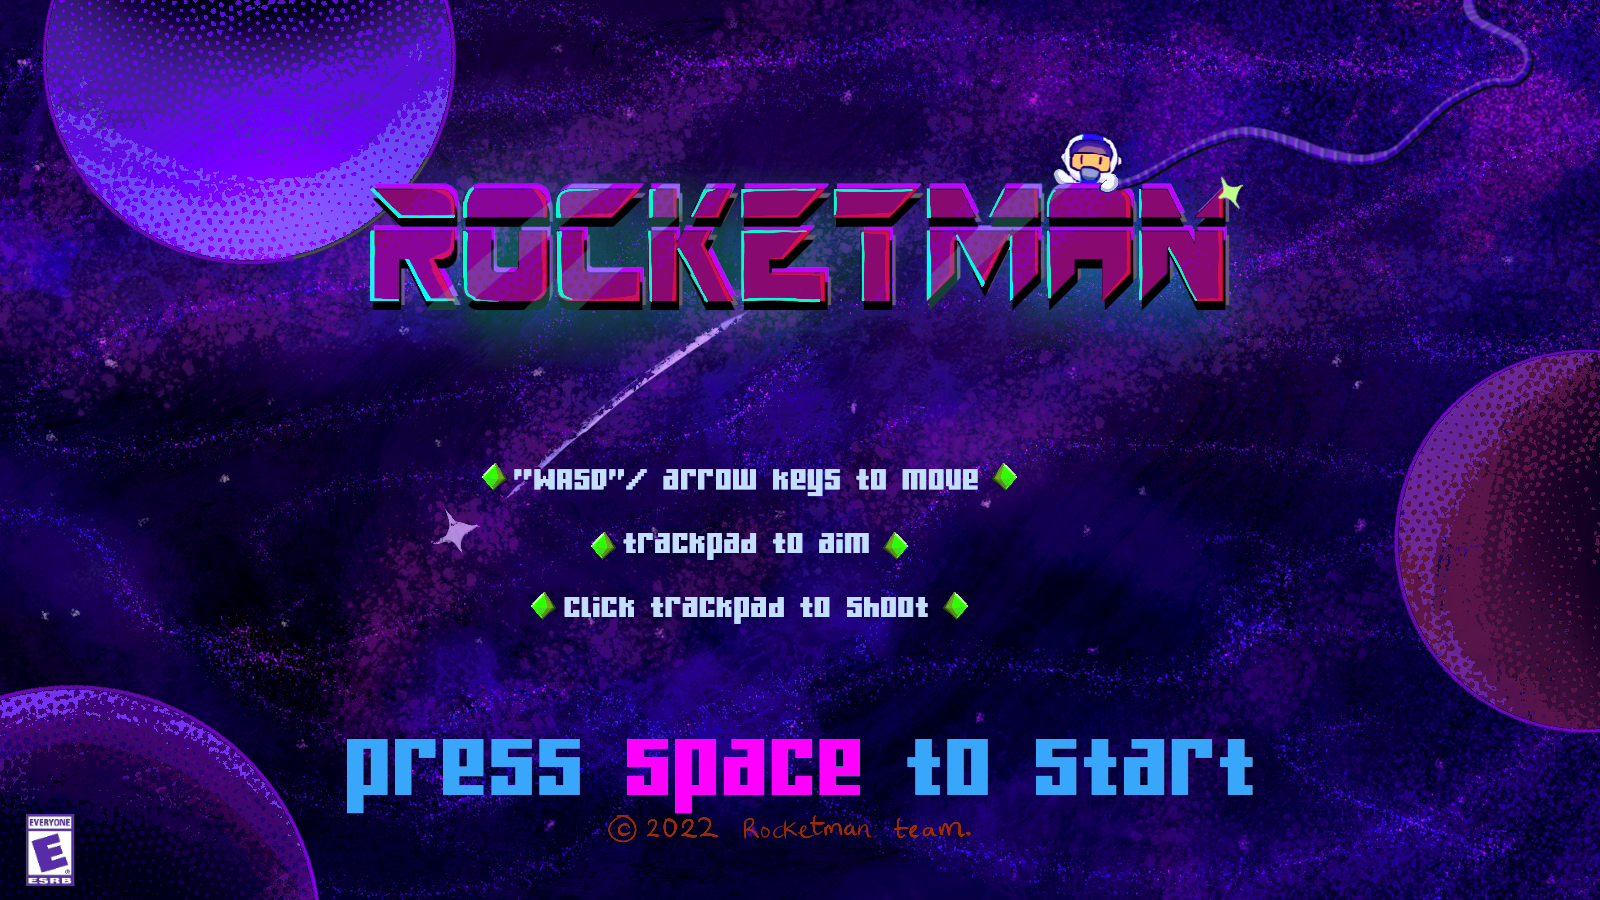 ROCKETMAN
"WASD"/ arrow keys to move
trackpad to aim
click trackpad to shoot
press space to start
© 2022 Rocketman team.
EVERYONE
E
®
ESRB